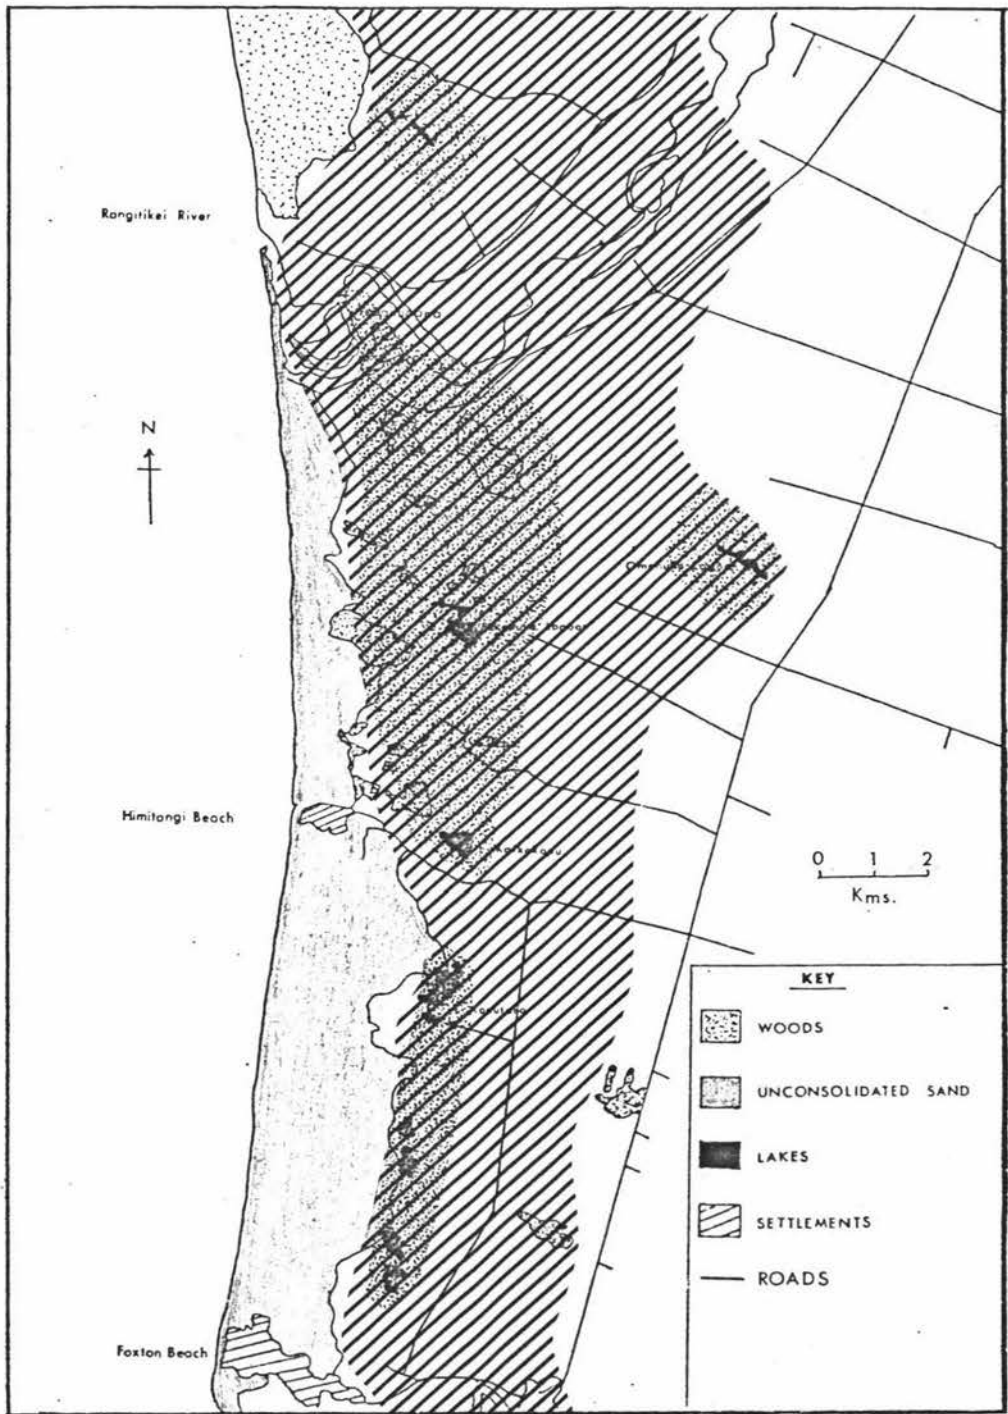 Rangitikei River
N
Himitangi Beach
0 1 2
Kms.
KEY
WOODS
UNCONSOLIDATED SAND
LAKES
SETTLEMENTS
ROADS
Foxton Beach